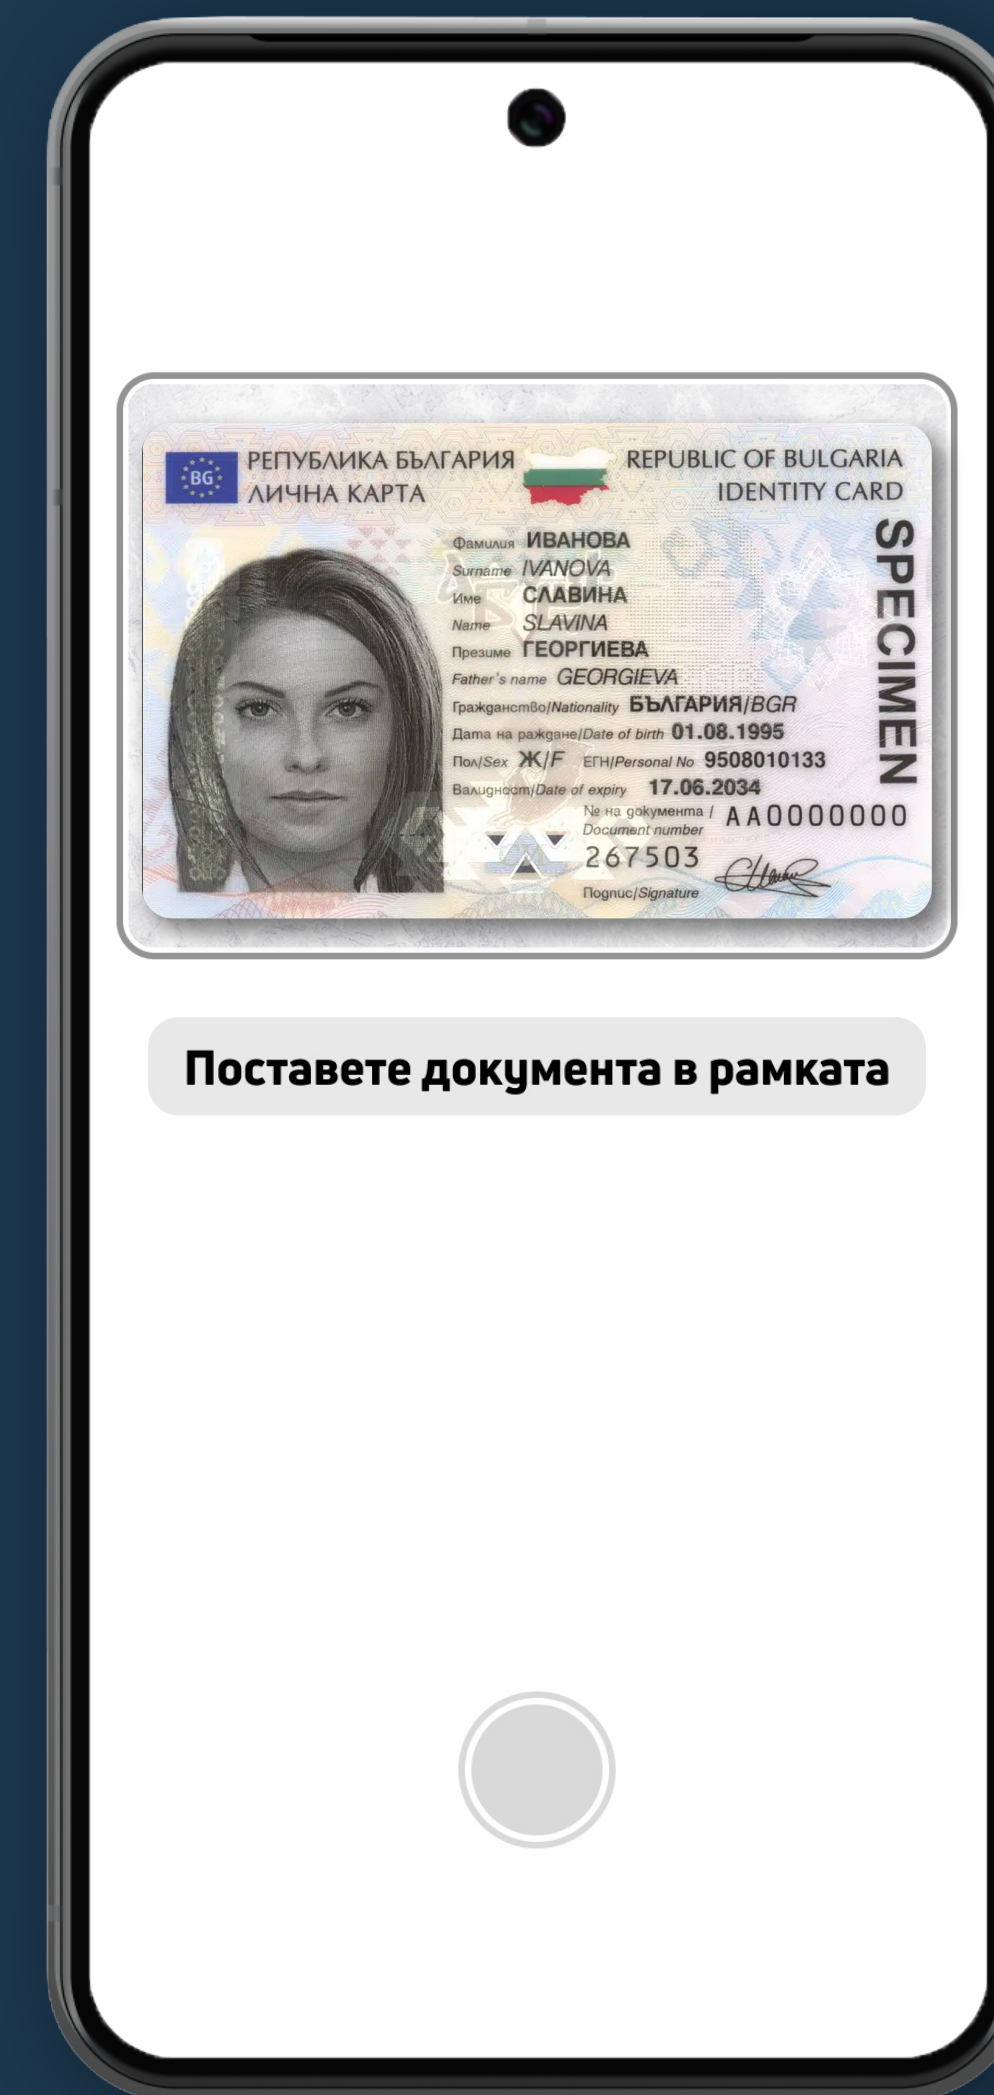 BG
РЕПУБЛИКА БЪЛГАРИЯ
ЛИЧНА КАРТА
REPUBLIC OF BULGARIA
IDENTITY CARD
SPECIMEN
Фамилия ИВАНОВА
Surname IVANOVA
Име СЛАВИНА
Name SLAVINA
Презиме ГЕОРГИЕВА
Father's name GEORGIEVA
Гражданство/Nationality БЪЛГАРИЯ/BGR
Дата на раждане/Date of birth 01.08.1995
Пол/Sex Ж/F ЕГН/Personal No 9508010133
Валидност/Date of expiry 17.06.2034
№ на документа /
Document number AA0000000
267503
Подпис/Signature
Поставете документа в рамката